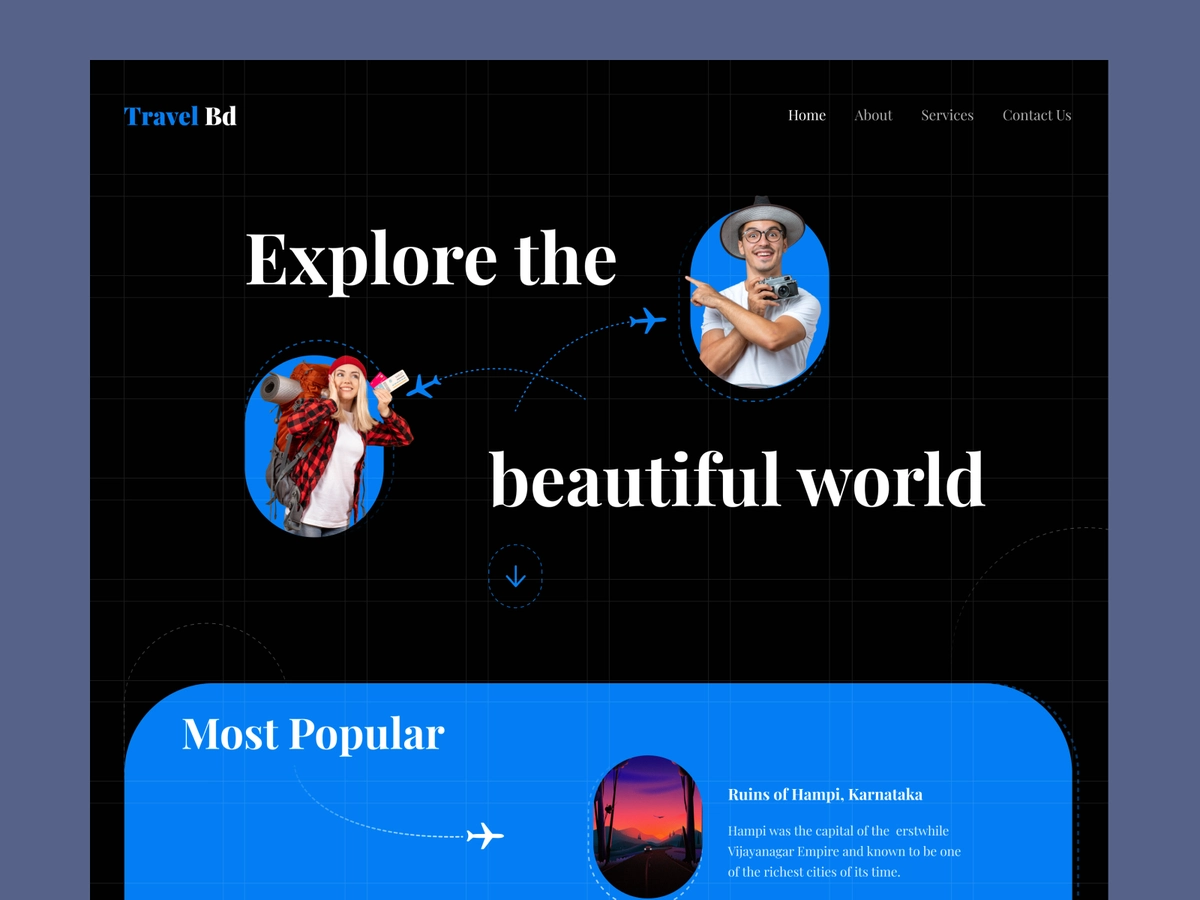 Travel Bd
Home About Services Contact Us
Explore the
beautiful world
Most Popular
Ruins of Hampi, Karnataka
Hampi was the capital of the erstwhile
Vijayanagar Empire and known to be one
of the richest cities of its time.